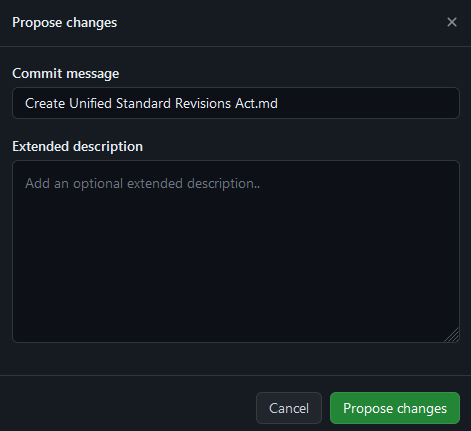 Propose changes
Commit message
Create Unified Standard Revisions Act.md
Extended description
Add an optional extended description..
Cancel
Propose changes